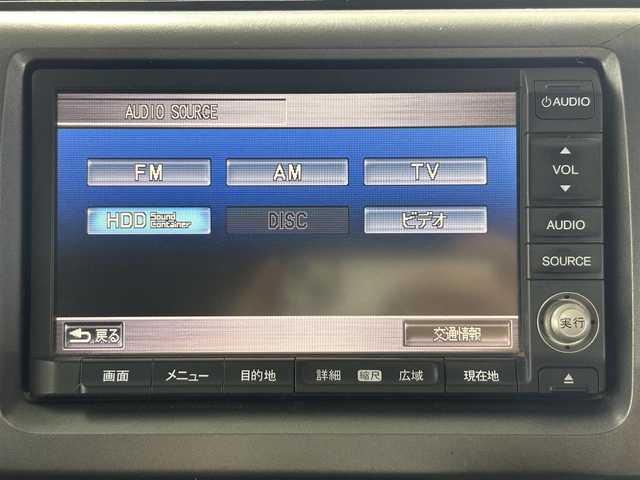 AUDIO SOURCE
FM AM TV
HDD Sound Container DISC ビデオ
戻る 交通情報
AUDIO
VOL
AUDIO
SOURCE
実行
画面 メニュー 目的地 詳細 縮尺 広域 現在地